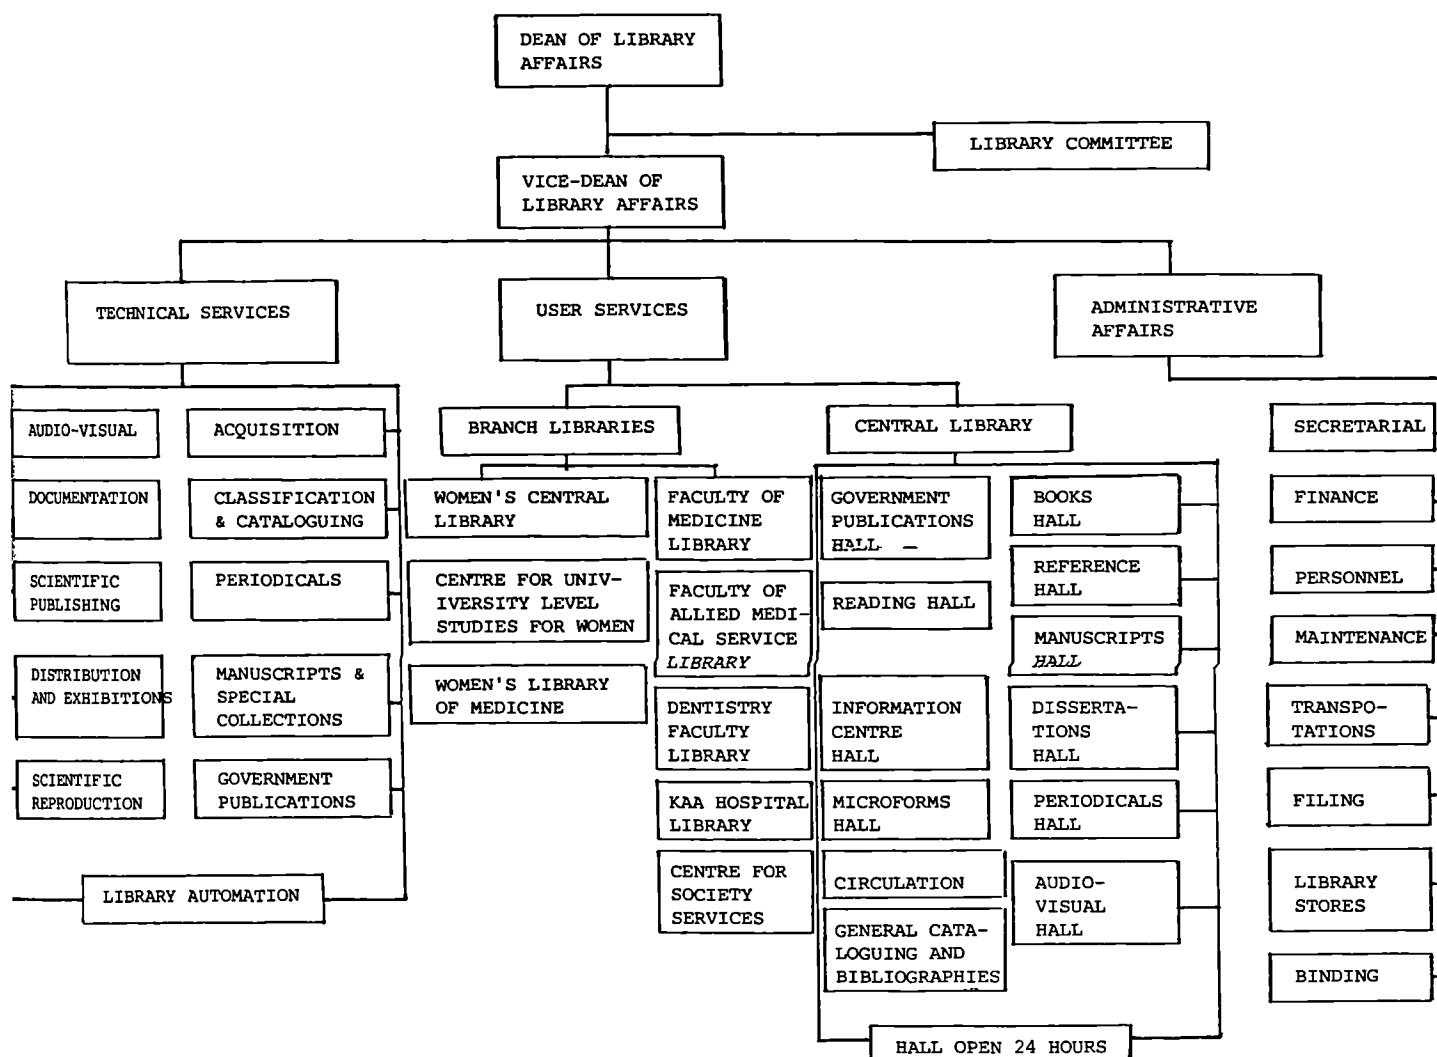 DEAN OF LIBRARY
AFFAIRS
LIBRARY COMMITTEE
VICE-DEAN OF
LIBRARY AFFAIRS
TECHNICAL SERVICES
USER SERVICES
ADMINISTRATIVE
AFFAIRS
AUDIO-VISUAL
DOCUMENTATION
SCIENTIFIC
PUBLISHING
DISTRIBUTION
AND EXHIBITIONS
SCIENTIFIC
REPRODUCTION
ACQUISITION
CLASSIFICATION
& CATALOGUING
PERIODICALS
MANUSCRIPTS &
SPECIAL
COLLECTIONS
GOVERNMENT
PUBLICATIONS
LIBRARY AUTOMATION
BRANCH LIBRARIES
WOMEN'S CENTRAL
LIBRARY
CENTRE FOR UNIV-
IVERSITY LEVEL
STUDIES FOR WOMEN
WOMEN'S LIBRARY
OF MEDICINE
FACULTY OF
MEDICINE
LIBRARY
FACULTY OF
ALLIED MEDI-
CAL SERVICE
LIBRARY
DENTISTRY
FACULTY
LIBRARY
KAA HOSPITAL
LIBRARY
CENTRE FOR
SOCIETY
SERVICES
CENTRAL LIBRARY
GOVERNMENT
PUBLICATIONS
HALL
READING HALL
INFORMATION
CENTRE
HALL
MICROFORMS
HALL
CIRCULATION
GENERAL CATA-
LOGUING AND
BIBLIOGRAPHIES
BOOKS
HALL
REFERENCE
HALL
MANUSCRIPTS
HALL
DISSERTA-
TIONS
HALL
PERIODICALS
HALL
AUDIO-
VISUAL
HALL
HALL OPEN 24 HOURS
SECRETARIAL
FINANCE
PERSONNEL
MAINTENANCE
TRANSPO-
TATIONS
FILING
LIBRARY
STORES
BINDING